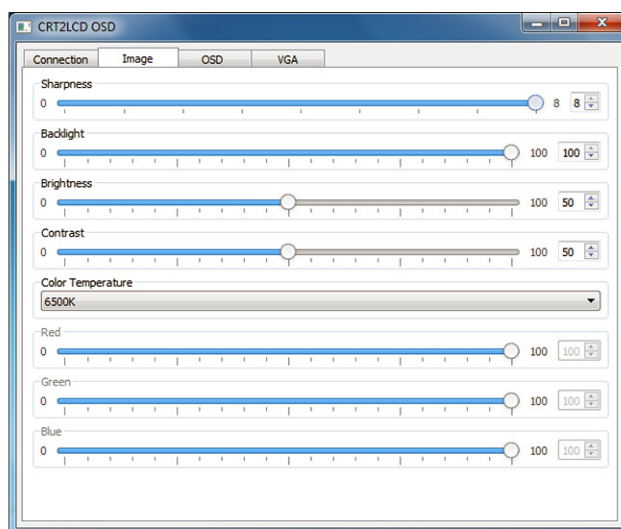 CRT2LCD OSD
Connection Image OSD VGA
Sharpness
0 8 8
Backlight
0 100 100
Brightness
0 100 50
Contrast
0 100 50
Color Temperature
6500K
Red
0 100 100
Green
0 100 100
Blue
0 100 100